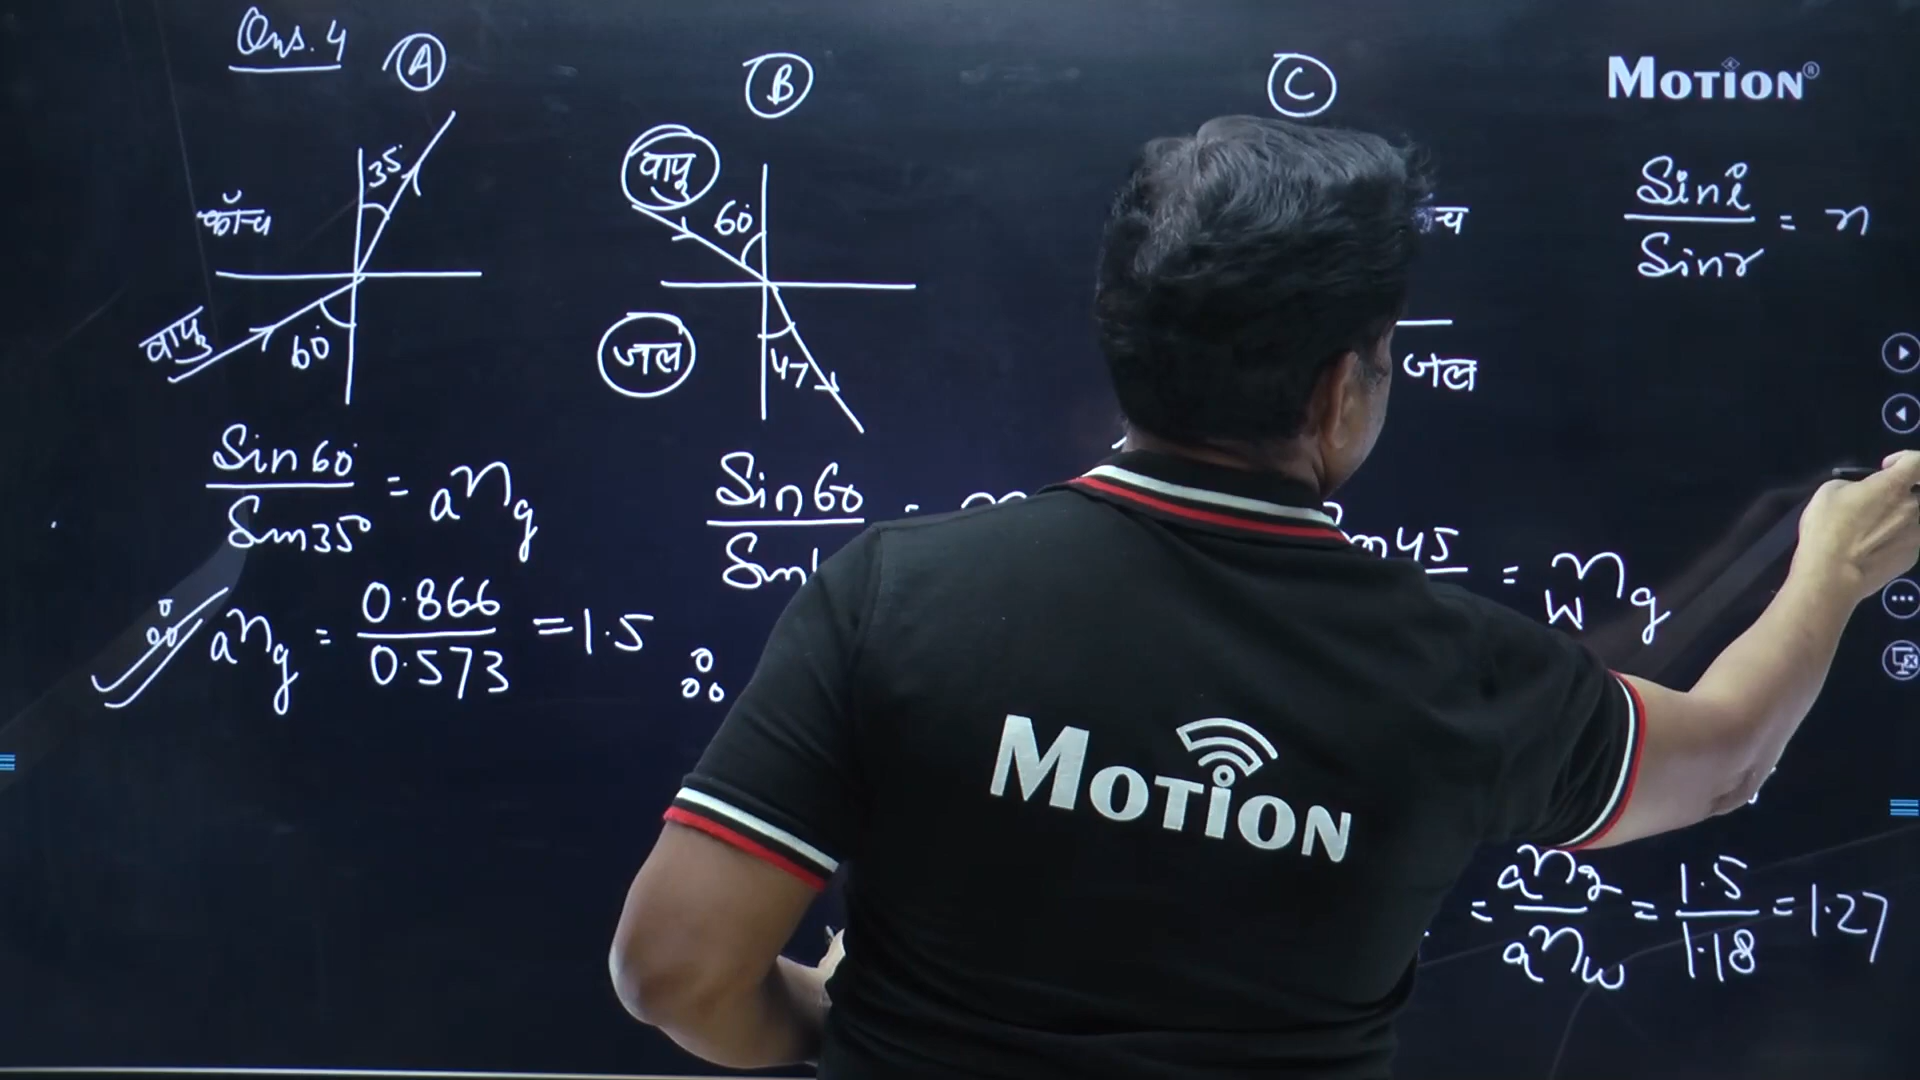 Ans. 4
A
B
C
MOTION®
35°
काँच
वायु
60°
वायु
60°
जल
47
जल
Sin i / Sin r = n
Sin 60° / Sin 35° = ang
∴ ang = 0.866 / 0.573 = 1.5
Sin 60 / Sin
∴
45 = wng
= ang / anw = 1.5 / 1.18 = 1.27
MOTION